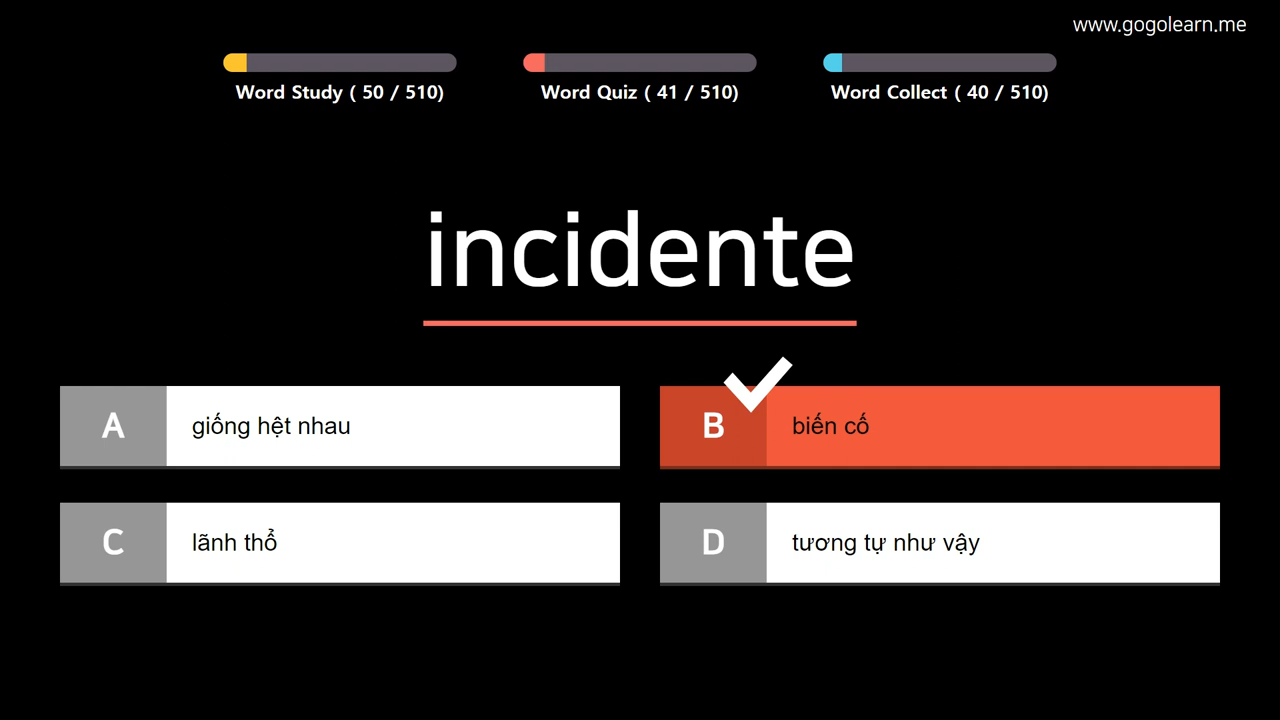 www.gogolearn.me
Word Study ( 50 / 510)
Word Quiz ( 41 / 510)
Word Collect ( 40 / 510)
incidente
A giống hệt nhau
B biến cố
C lãnh thổ
D tương tự như vậy